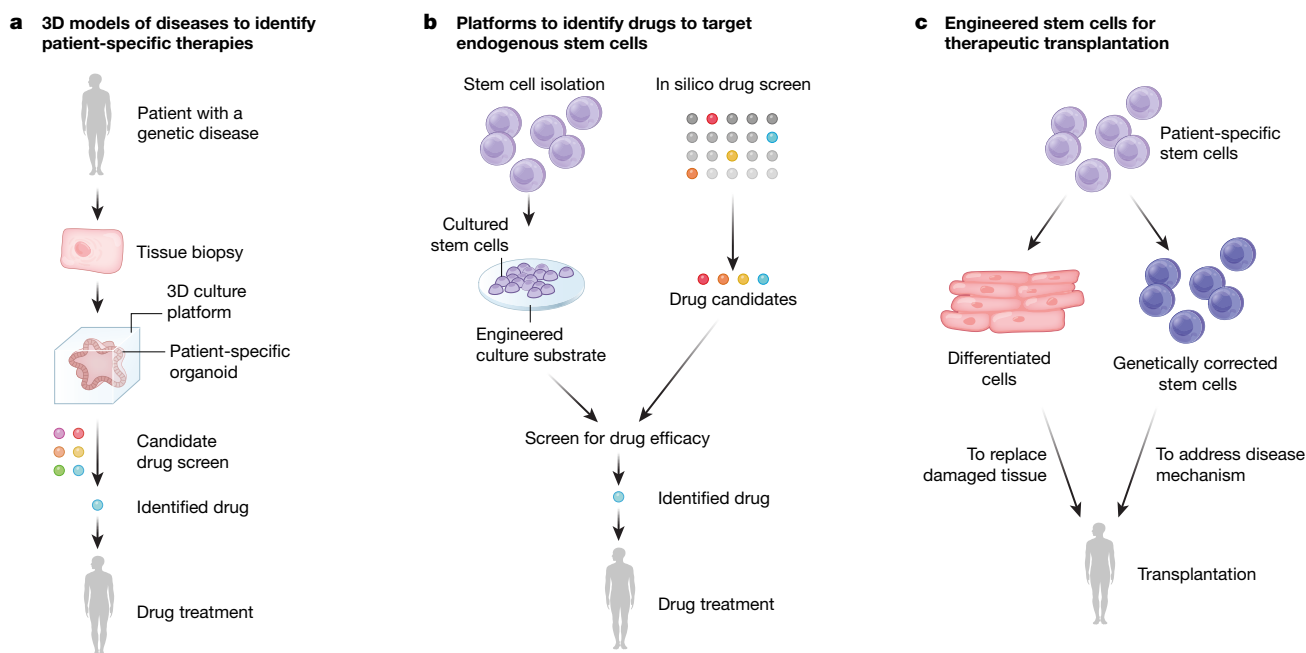 a 3D models of diseases to identify
patient-specific therapies
Patient with a
genetic disease
Tissue biopsy
3D culture
platform
Patient-specific
organoid
Candidate
drug screen
Identified drug
Drug treatment
b Platforms to identify drugs to target
endogenous stem cells
Stem cell isolation
In silico drug screen
Cultured
stem cells
Engineered
culture substrate
Drug candidates
Screen for drug efficacy
Identified drug
Drug treatment
c Engineered stem cells for
therapeutic transplantation
Patient-specific
stem cells
Differentiated
cells
Genetically corrected
stem cells
To replace
damaged tissue
To address disease
mechanism
Transplantation